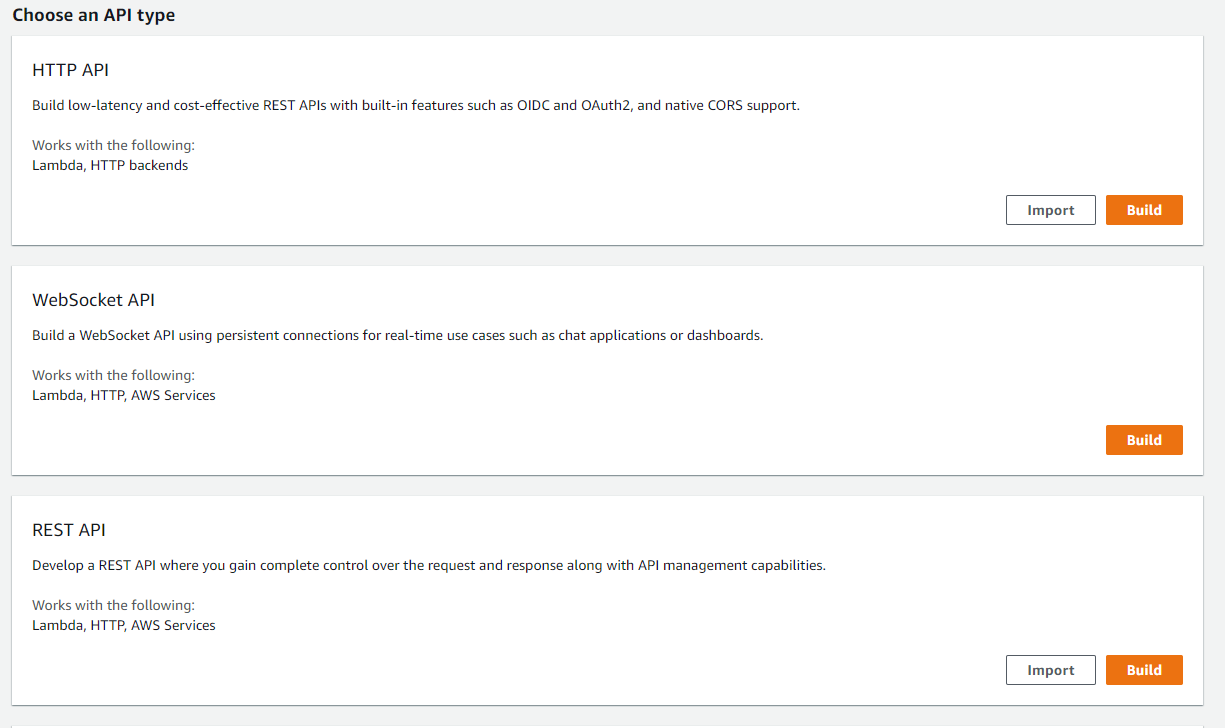 Choose an API type
HTTP API
Build low-latency and cost-effective REST APIs with built-in features such as OIDC and OAuth2, and native CORS support.
Works with the following:
Lambda, HTTP backends
Import
Build
WebSocket API
Build a WebSocket API using persistent connections for real-time use cases such as chat applications or dashboards.
Works with the following:
Lambda, HTTP, AWS Services
Build
REST API
Develop a REST API where you gain complete control over the request and response along with API management capabilities.
Works with the following:
Lambda, HTTP, AWS Services
Import
Build